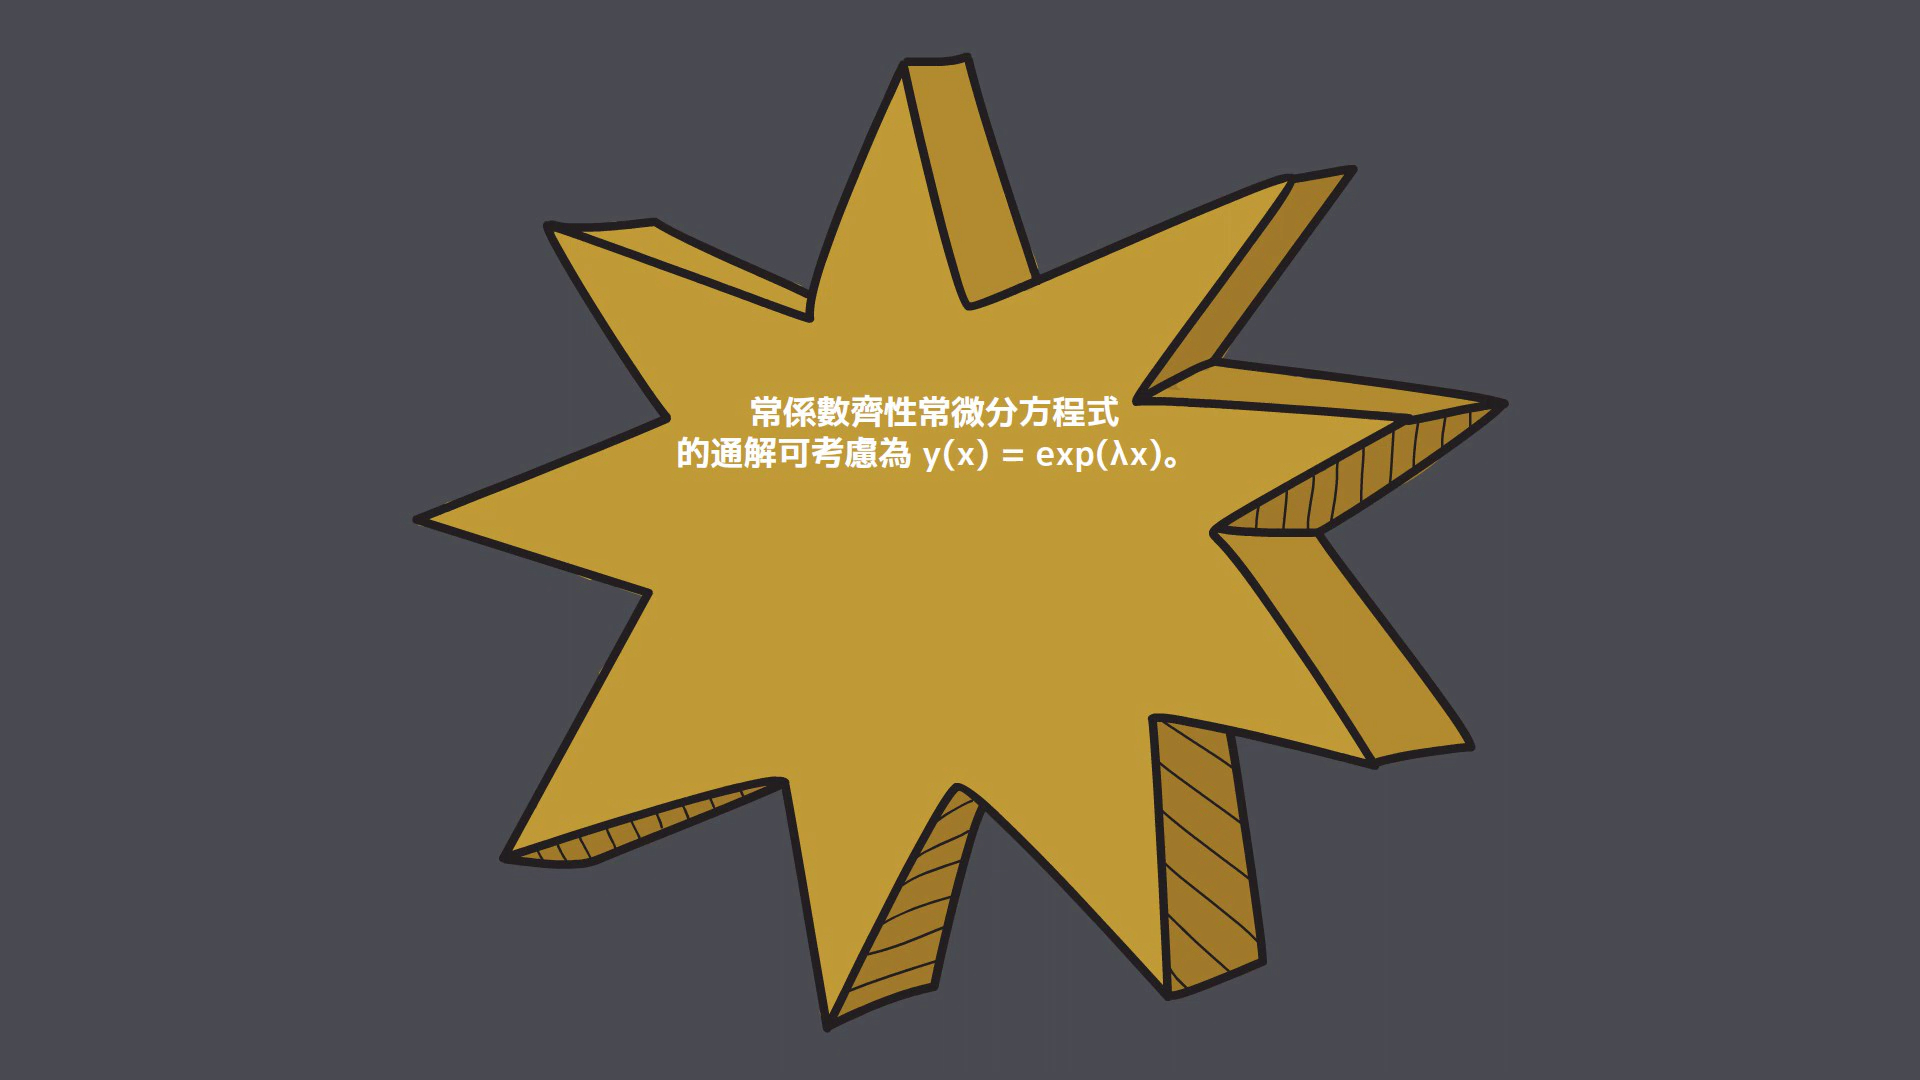 常係數齊性常微分方程式
的通解可考慮為 y(x) = exp(λx)。